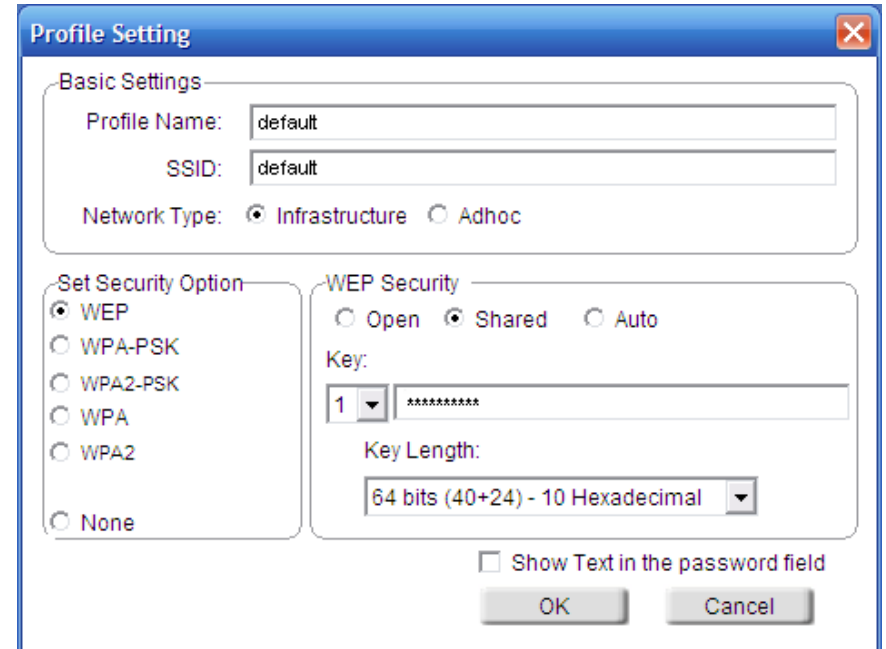 Profile Setting
Basic Settings
Profile Name: default
SSID: default
Network Type: Infrastructure Adhoc
Set Security Option
WEP
WPA-PSK
WPA2-PSK
WPA
WPA2
None
WEP Security
Open Shared Auto
Key:
1 **********
Key Length:
64 bits (40+24) - 10 Hexadecimal
Show Text in the password field
OK Cancel